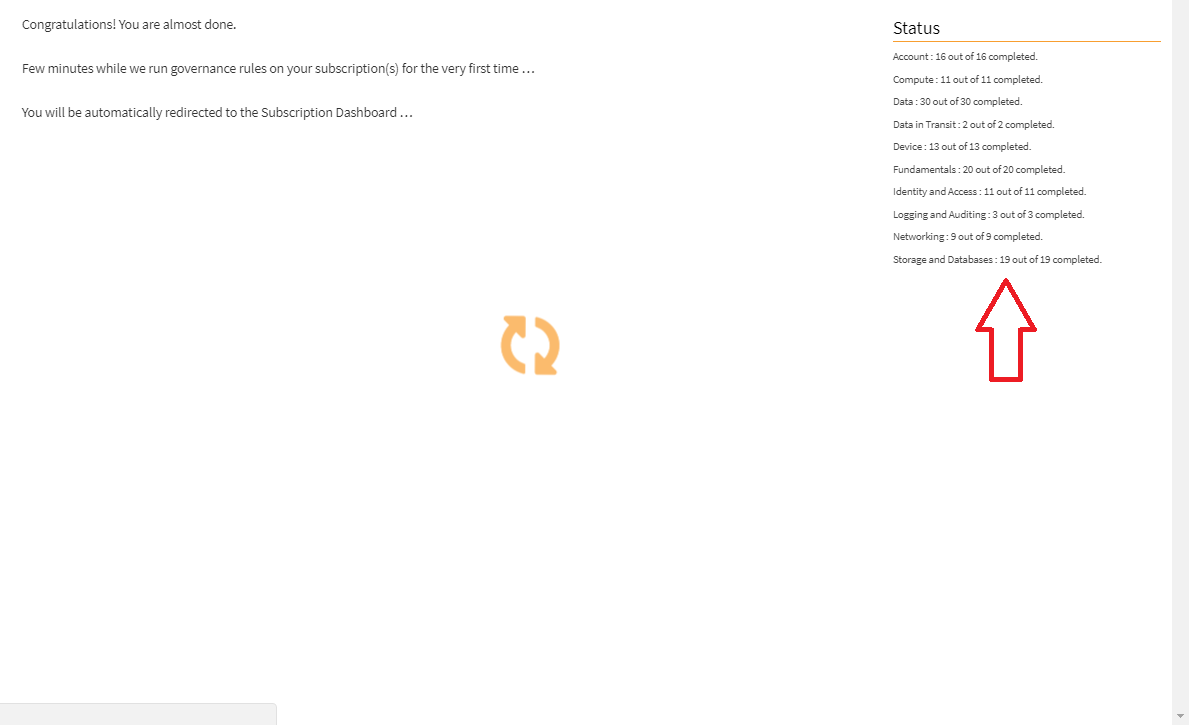 Congratulations! You are almost done.
Few minutes while we run governance rules on your subscription(s) for the very first time ...
You will be automatically redirected to the Subscription Dashboard ...
Status
Account : 16 out of 16 completed.
Compute : 11 out of 11 completed.
Data : 30 out of 30 completed.
Data in Transit : 2 out of 2 completed.
Device : 13 out of 13 completed.
Fundamentals : 20 out of 20 completed.
Identity and Access : 11 out of 11 completed.
Logging and Auditing : 3 out of 3 completed.
Networking : 9 out of 9 completed.
Storage and Databases : 19 out of 19 completed.